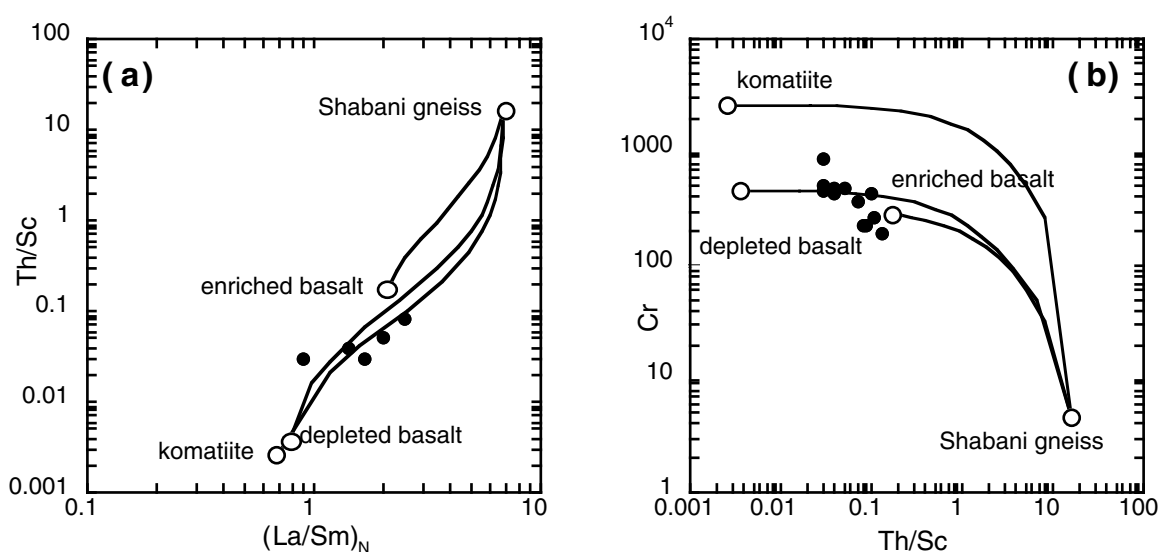 (a)
100
10
1
0.1
0.01
0.001
Th/Sc
Shabani gneiss
enriched basalt
depleted basalt
komatiite
0.1
1
10
(La/Sm)N
(b)
10^4
1000
100
10
1
Cr
komatiite
enriched basalt
depleted basalt
Shabani gneiss
0.001
0.01
0.1
1
10
100
Th/Sc